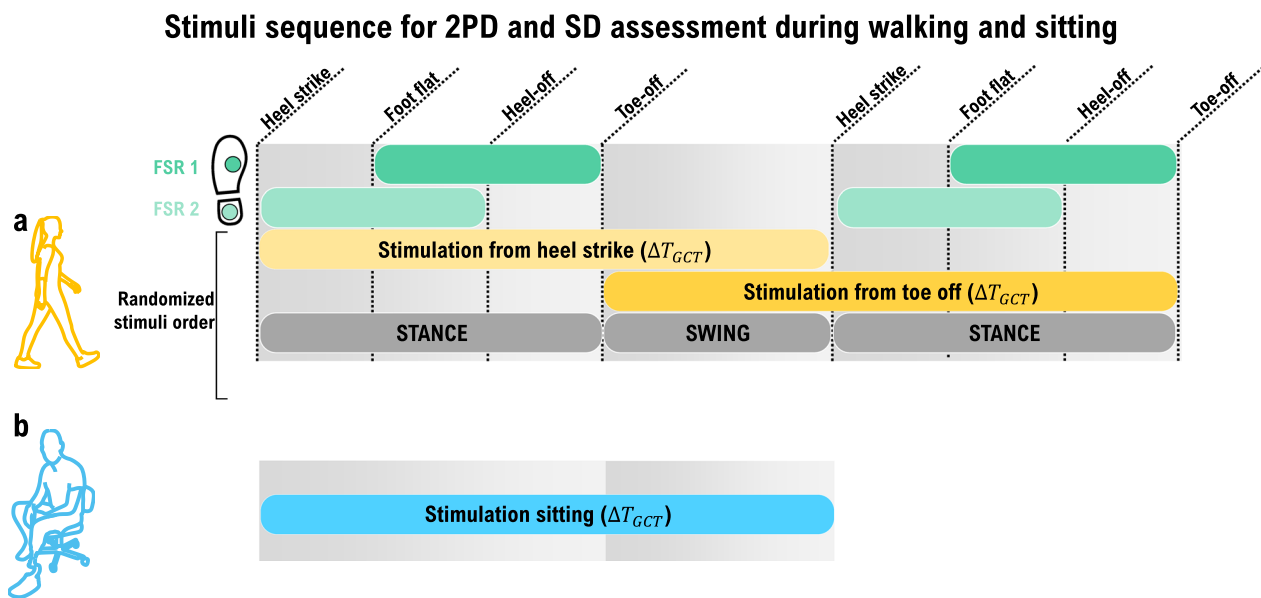 Stimuli sequence for 2PD and SD assessment during walking and sitting
Heel strike
Foot flat
Heel-off
Toe-off
Heel strike
Foot flat
Heel-off
Toe-off
FSR 1
FSR 2
a
Stimulation from heel strike (ΔT_GCT)
Stimulation from toe off (ΔT_GCT)
Randomized
stimuli order
STANCE
SWING
STANCE
b
Stimulation sitting (ΔT_GCT)